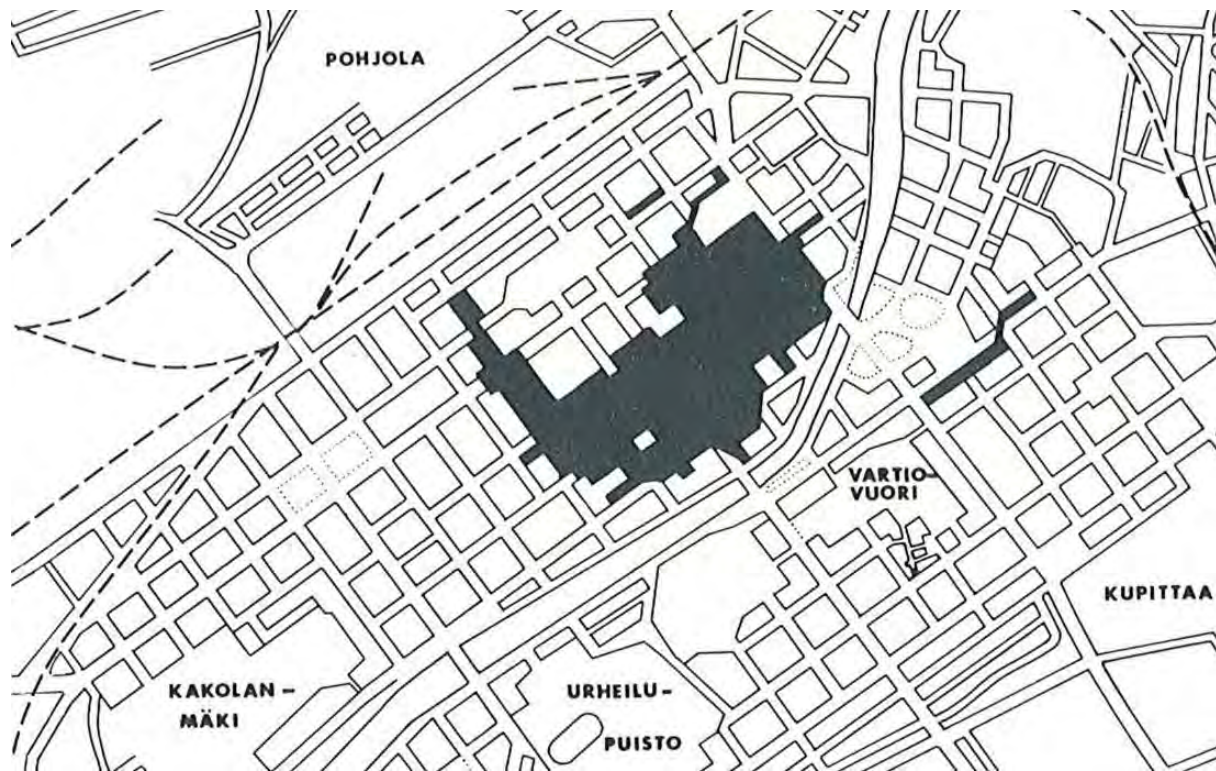 POHJOLA
VARTIO-
VUORI
KUPITTAA
KAKOLAN-
MÄKI
URHEILU-
PUISTO